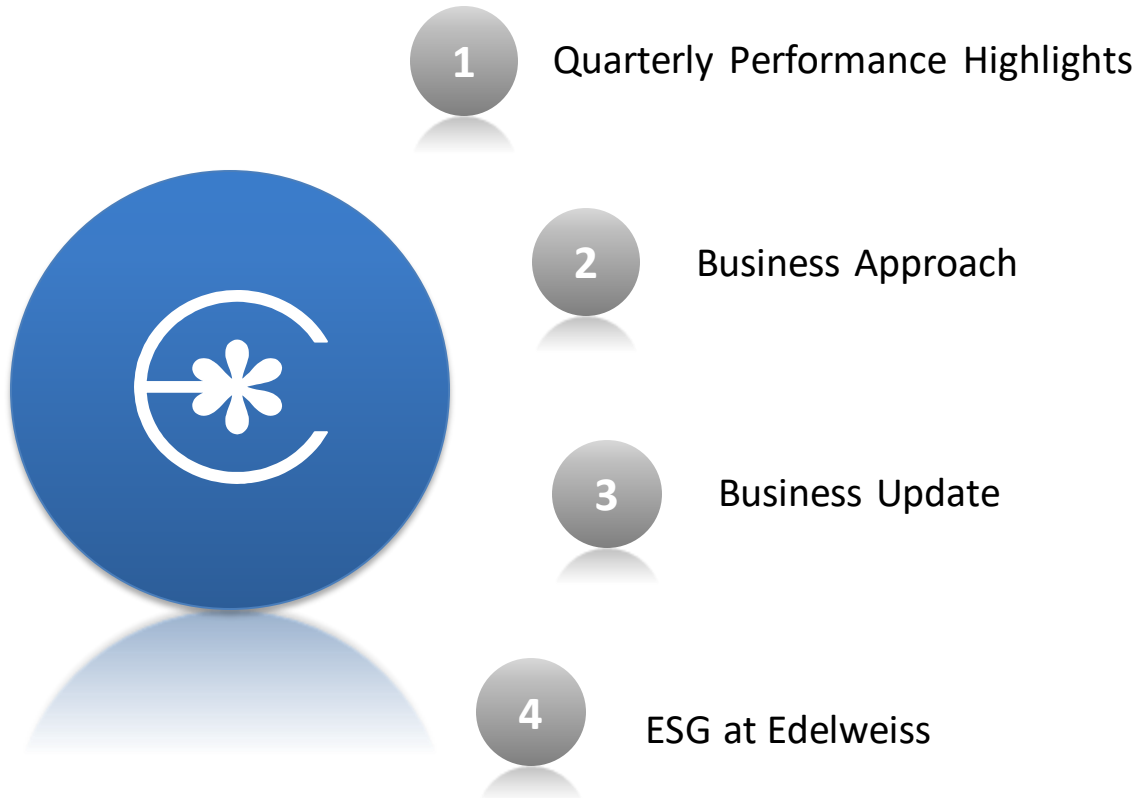 1 Quarterly Performance Highlights
2 Business Approach
3 Business Update
4 ESG at Edelweiss